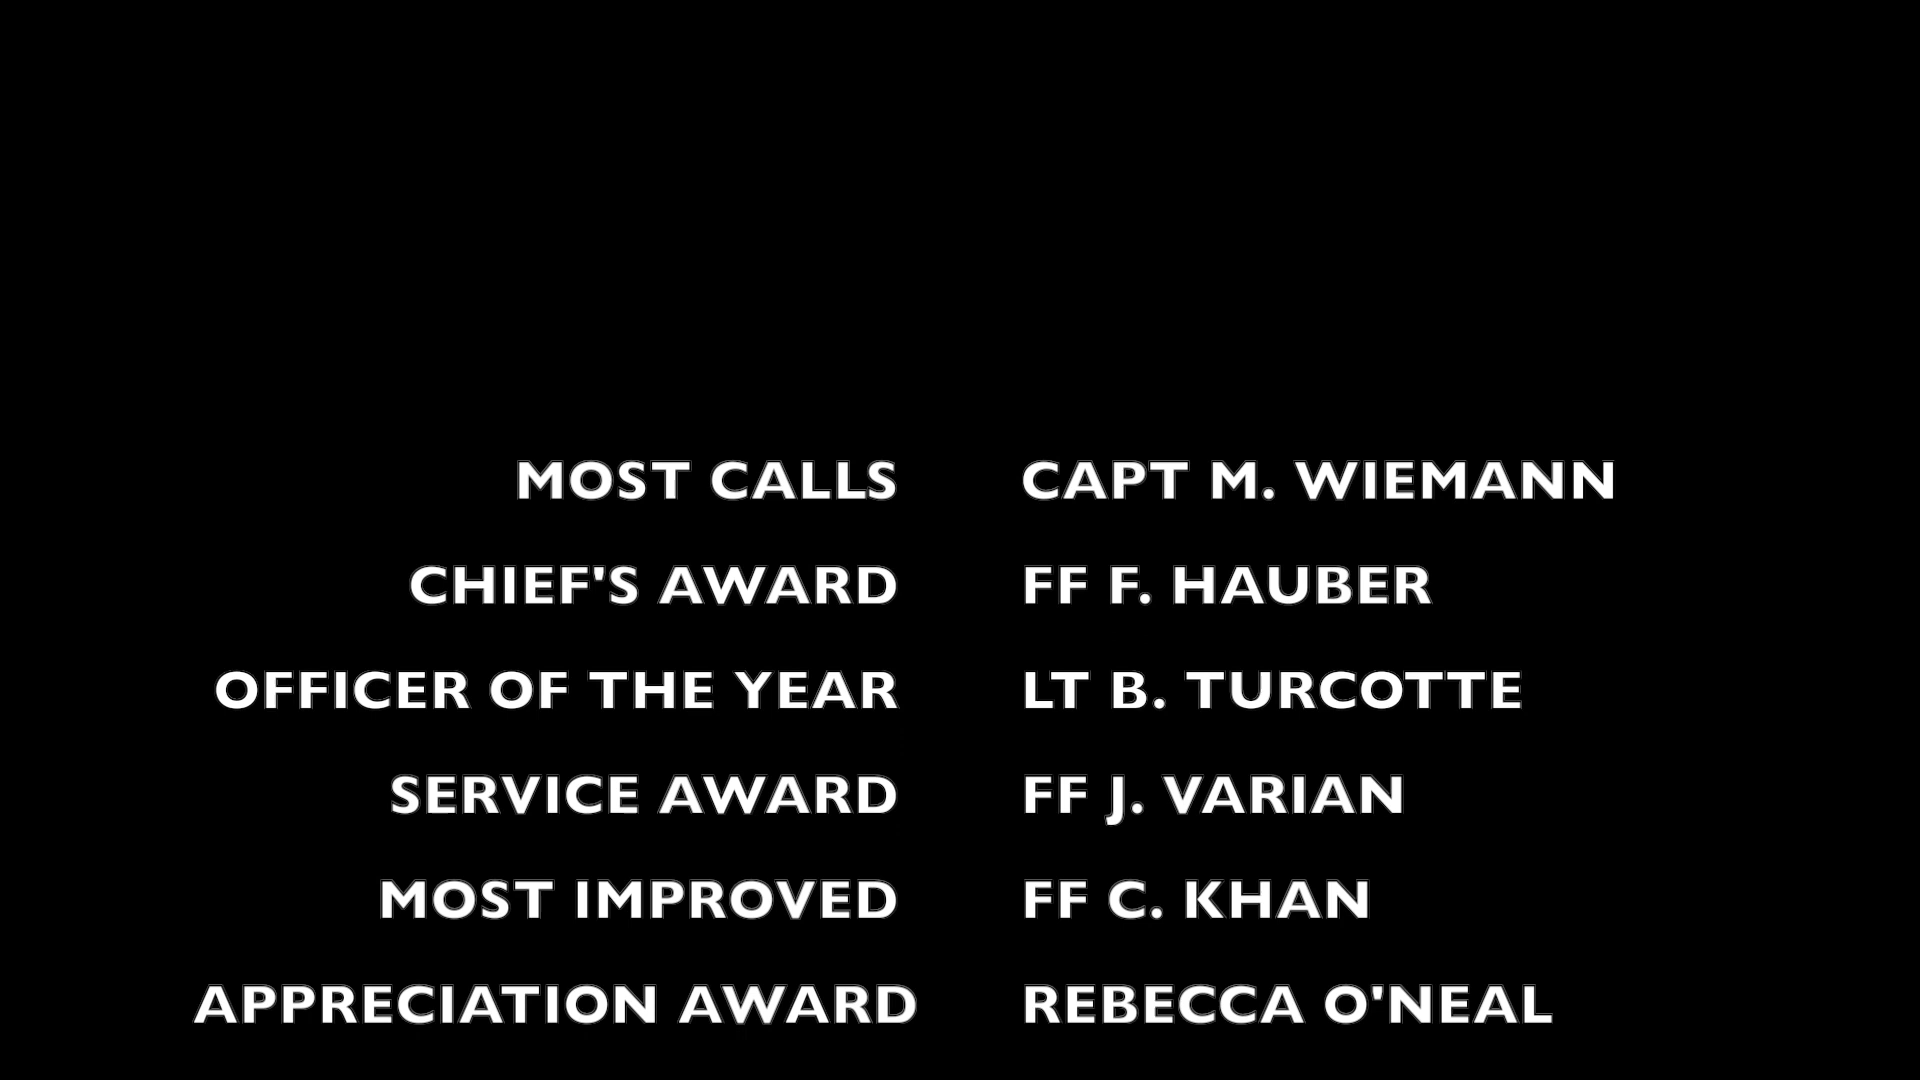 MOST CALLS CAPT M. WIEMANN
CHIEF'S AWARD FF F. HAUBER
OFFICER OF THE YEAR LT B. TURCOTTE
SERVICE AWARD FF J. VARIAN
MOST IMPROVED FF C. KHAN
APPRECIATION AWARD REBECCA O'NEAL